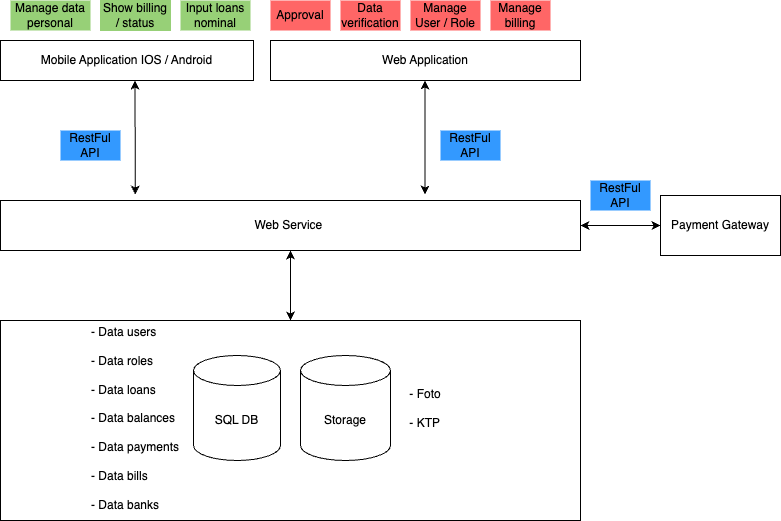 Manage data
personal
Show billing
/ status
Input loans
nominal
Approval
Data
verification
Manage
User / Role
Manage
billing
Mobile Application IOS / Android
Web Application
RestFul
API
RestFul
API
RestFul
API
Web Service
Payment Gateway
- Data users
- Data roles
- Data loans
- Data balances
- Data payments
- Data bills
- Data banks
SQL DB
Storage
- Foto
- KTP